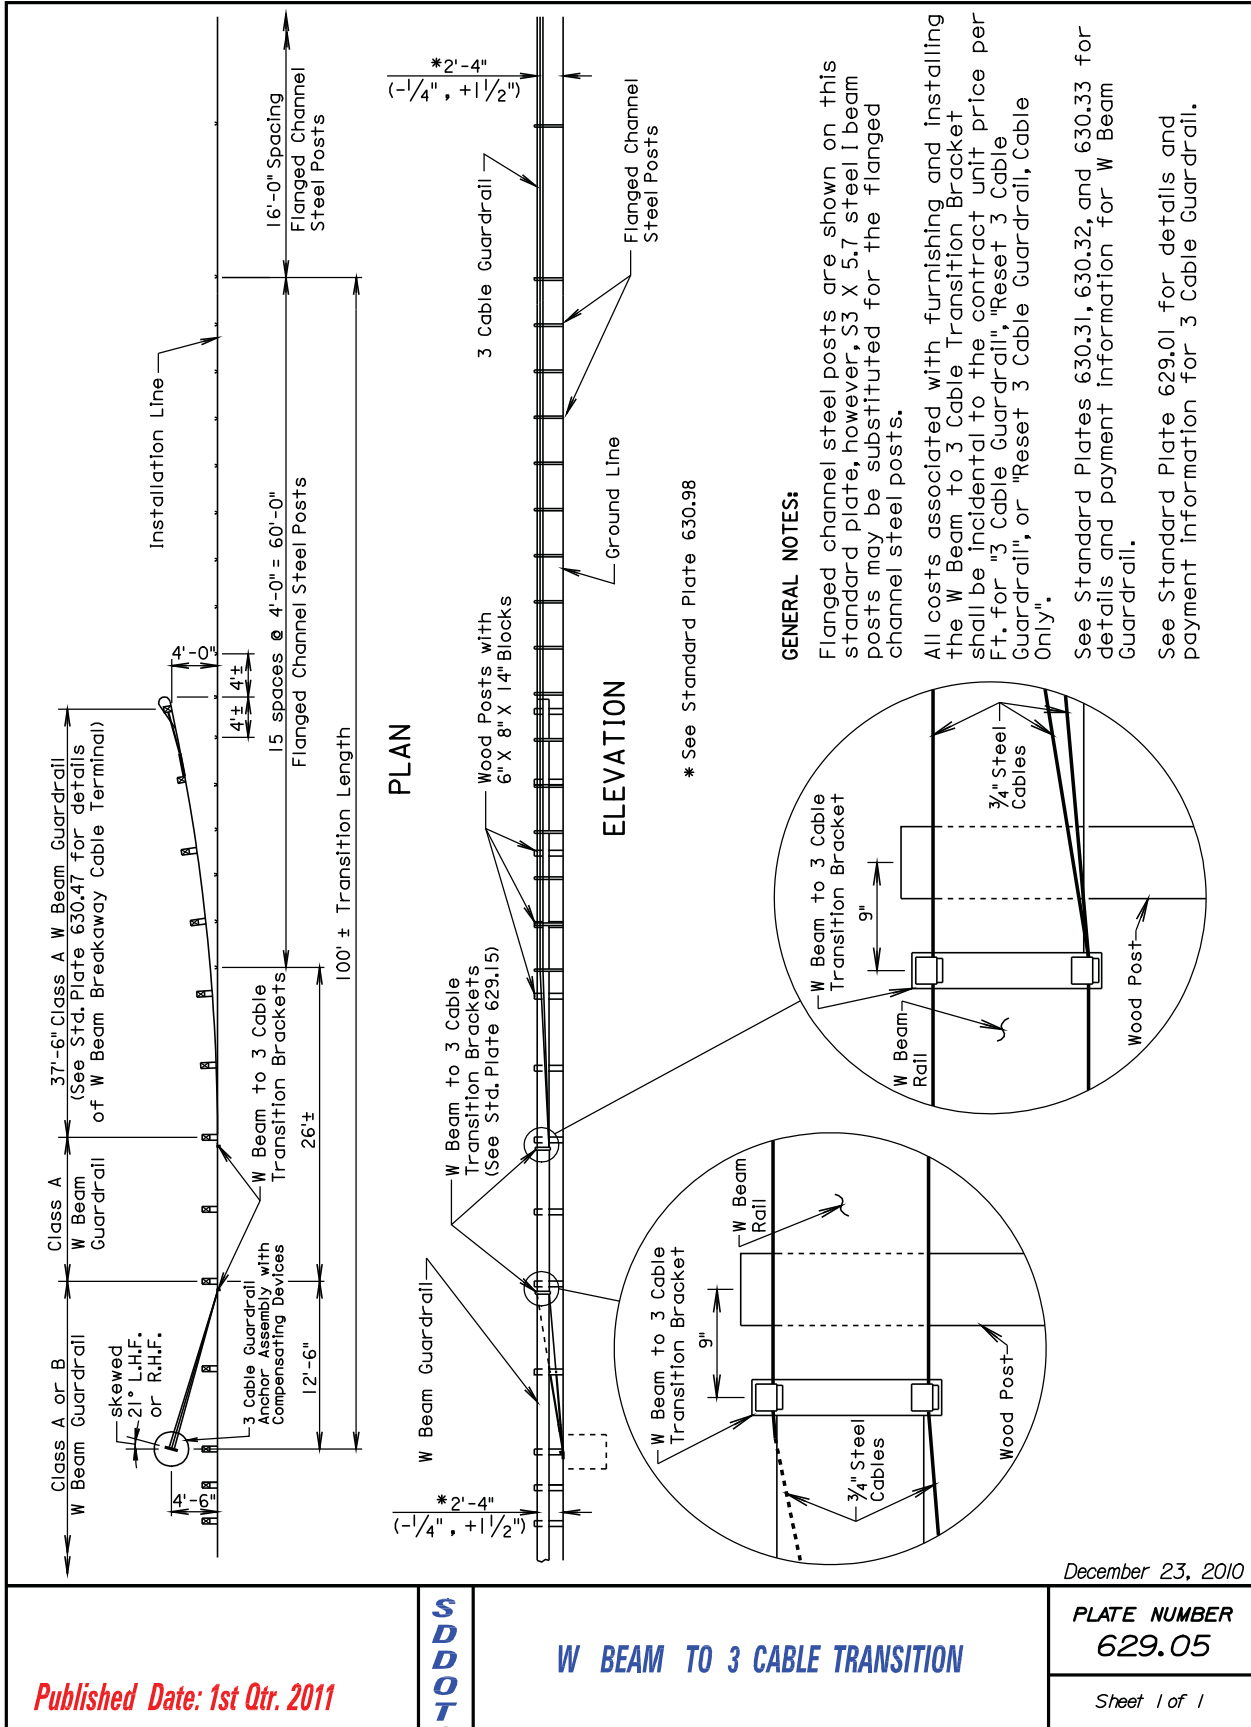 Class A or B
W Beam Guardrail
Class A
W Beam
Guardrail
37'-6" Class A W Beam Guardrail
(See Std. Plate 630.47 for details
of W Beam Breakaway Cable Terminal)
skewed
21° L.H.F.
or R.H.F.
4'-6"
3 Cable Guardrail
Anchor Assembly with
Compensating Devices
12'-6"
W Beam to 3 Cable
Transition Brackets
26'±
4'-0"
4'±
4'±
15 spaces @ 4'-0" = 60'-0"
Flanged Channel Steel Posts
100' ± Transition Length
Installation Line
16'-0" Spacing
Flanged Channel
Steel Posts
PLAN
*2'-4"
(-1/4", +1 1/2")
W Beam Guardrail
W Beam to 3 Cable
Transition Brackets
(See Std. Plate 629.15)
Wood Posts with
6" X 8" X 14" Blocks
Ground Line
3 Cable Guardrail
Flanged Channel
Steel Posts
*2'-4"
(-1/4", +1 1/2")
ELEVATION
* See Standard Plate 630.98
W Beam to 3 Cable
Transition Bracket
9"
W Beam
Rail
3/4" Steel
Cables
Wood Post
W Beam to 3 Cable
Transition Bracket
9"
W Beam
Rail
3/4" Steel
Cables
Wood Post
GENERAL NOTES:
Flanged channel steel posts are shown on this
standard plate, however, S3 X 5.7 steel I beam
posts may be substituted for the flanged
channel steel posts.
All costs associated with furnishing and installing
the W Beam to 3 Cable Transition Bracket
shall be incidental to the contract unit price per
Ft. for "3 Cable Guardrail", "Reset 3 Cable
Guardrail", or "Reset 3 Cable Guardrail, Cable
Only".
See Standard Plates 630.31, 630.32, and 630.33 for
details and payment information for W Beam
Guardrail.
See Standard Plate 629.01 for details and
payment information for 3 Cable Guardrail.
December 23, 2010
Published Date: 1st Qtr. 2011
SDDOT
W BEAM TO 3 CABLE TRANSITION
PLATE NUMBER
629.05
Sheet 1 of 1